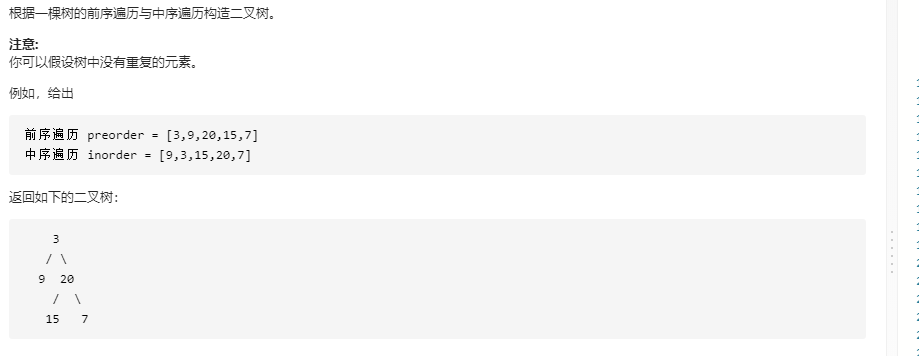 根据一棵树的前序遍历与中序遍历构造二叉树。
注意:
你可以假设树中没有重复的元素。
例如，给出
前序遍历 preorder = [3,9,20,15,7]
中序遍历 inorder = [9,3,15,20,7]
返回如下的二叉树：
3
/ \
9  20
/  \
15   7